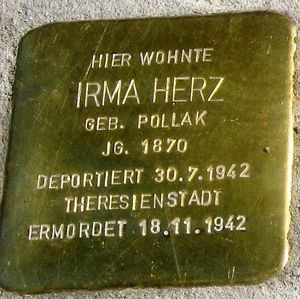 HIER WOHNTE
IRMA HERZ
GEB. POLLAK
JG. 1870
DEPORTIERT 30.7.1942
THERESIENSTADT
ERMORDET 18.11.1942